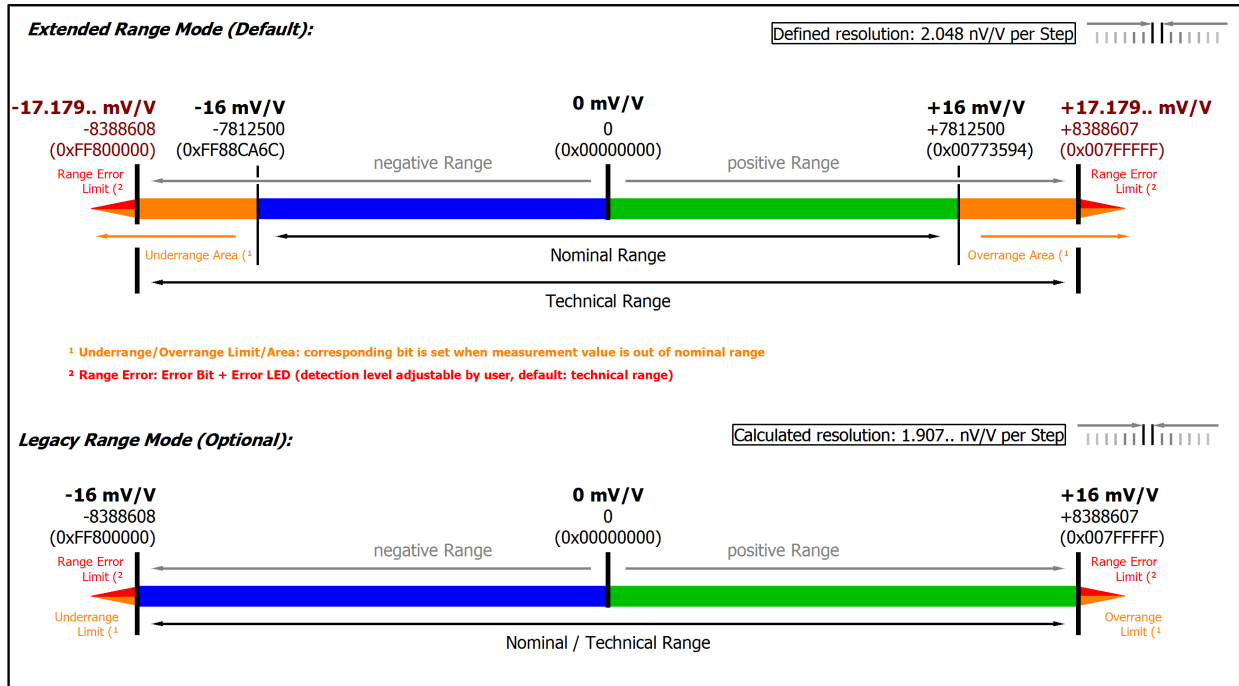 Extended Range Mode (Default):
Defined resolution: 2.048 nV/V per Step
-17.179.. mV/V
-8388608
(0xFF800000)
-16 mV/V
-7812500
(0xFF88CA6C)
0 mV/V
0
(0x00000000)
+16 mV/V
+7812500
(0x00773594)
+17.179.. mV/V
+8388607
(0x007FFFFF)
negative Range
positive Range
Range Error
Limit (²
Range Error
Limit (²
Underrange Area (¹
Nominal Range
Overrange Area (¹
Technical Range
¹ Underrange/Overrange Limit/Area: corresponding bit is set when measurement value is out of nominal range
² Range Error: Error Bit + Error LED (detection level adjustable by user, default: technical range)
Legacy Range Mode (Optional):
Calculated resolution: 1.907.. nV/V per Step
-16 mV/V
-8388608
(0xFF800000)
0 mV/V
0
(0x00000000)
+16 mV/V
+8388607
(0x007FFFFF)
negative Range
positive Range
Range Error
Limit (²
Range Error
Limit (²
Underrange
Limit (¹
Overrange
Limit (¹
Nominal / Technical Range